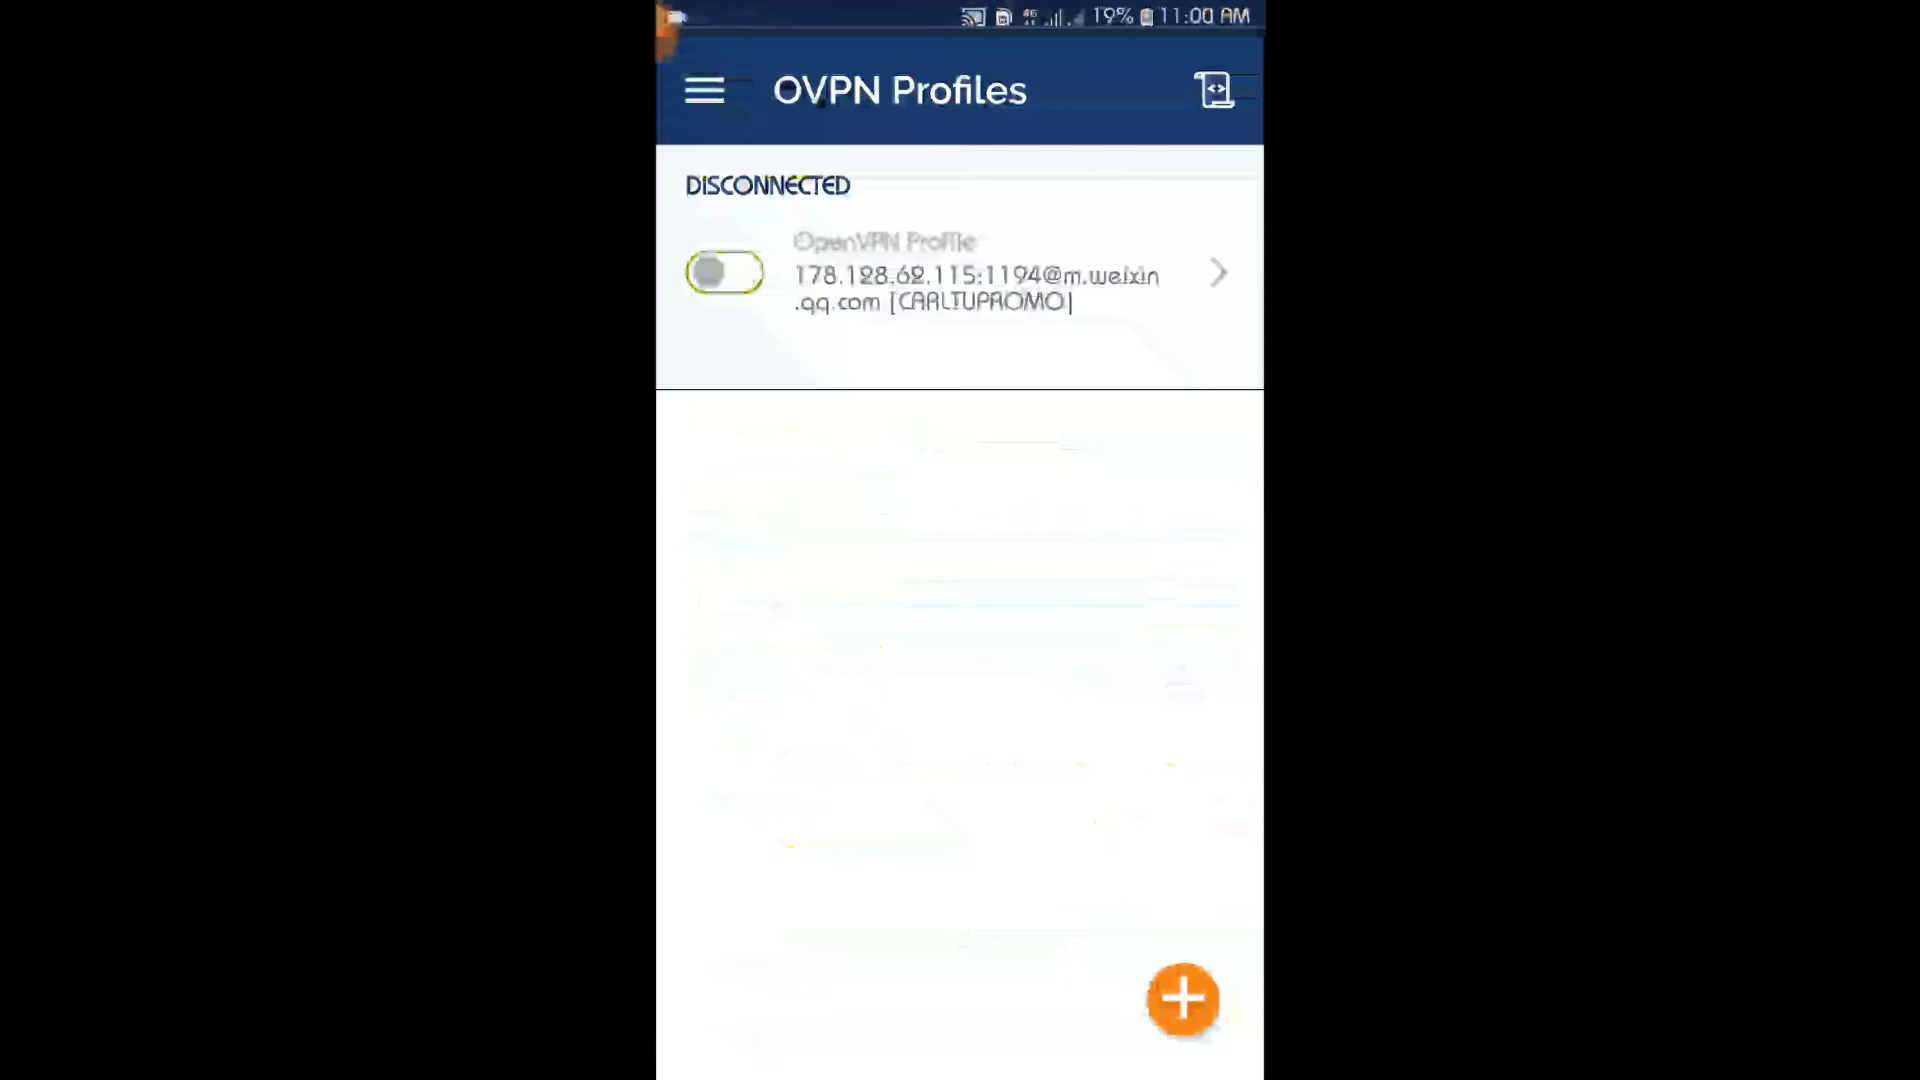 19% 11:00 AM
OVPN Profiles
DISCONNECTED
OpenVPN Profile
178.128.62.115:1194@m.weixin
.qq.com [CARLTUPROMO]